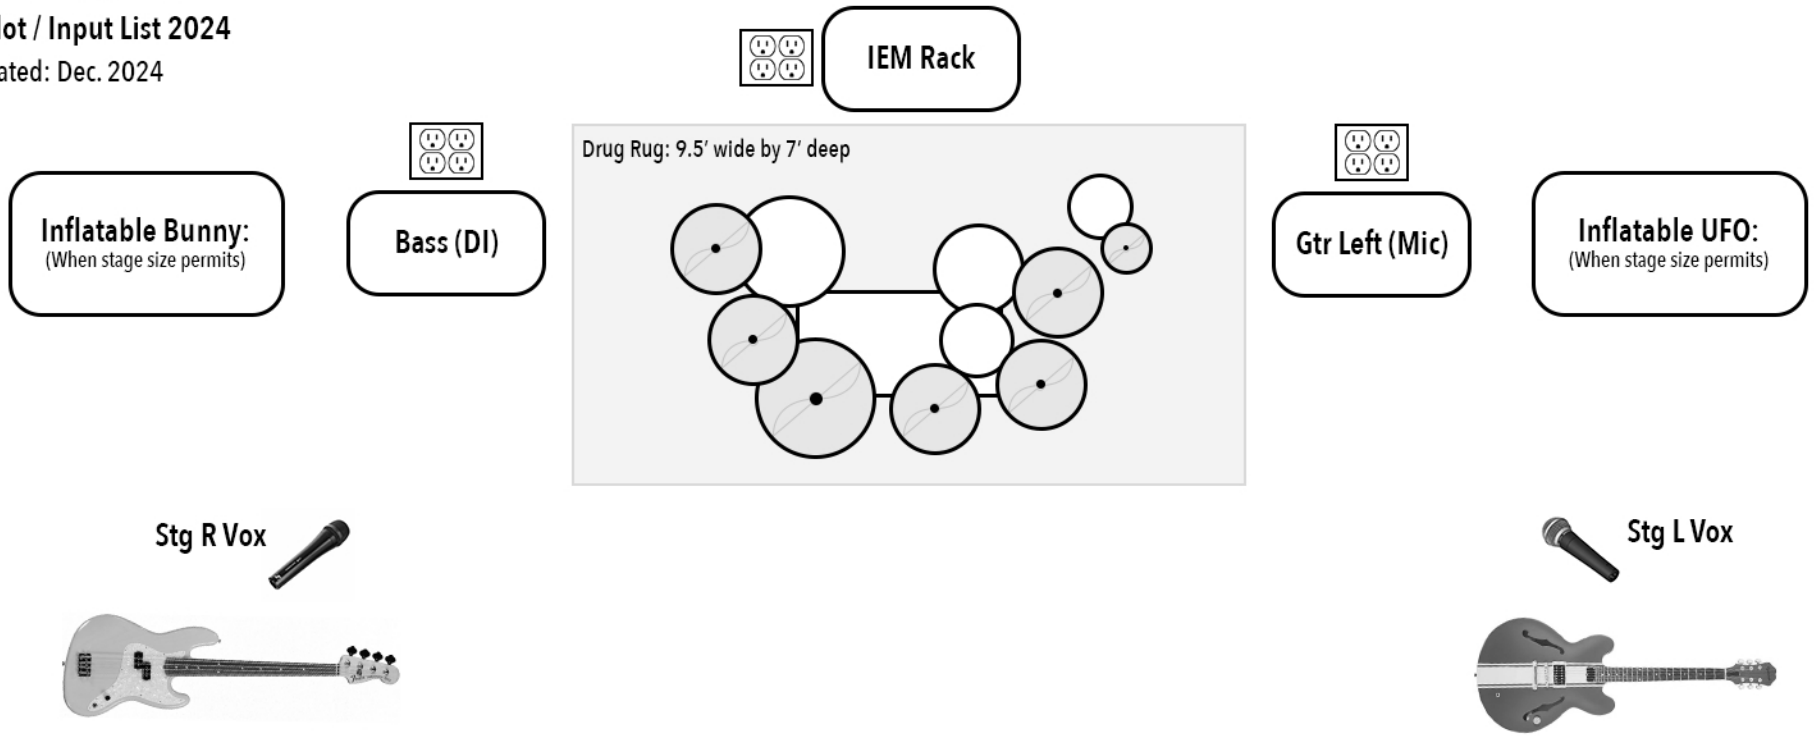 lot / Input List 2024
ated: Dec. 2024
IEM Rack
Drug Rug: 9.5’ wide by 7’ deep
Inflatable Bunny:
(When stage size permits)
Bass (DI)
Gtr Left (Mic)
Inflatable UFO:
(When stage size permits)
Stg R Vox
Stg L Vox